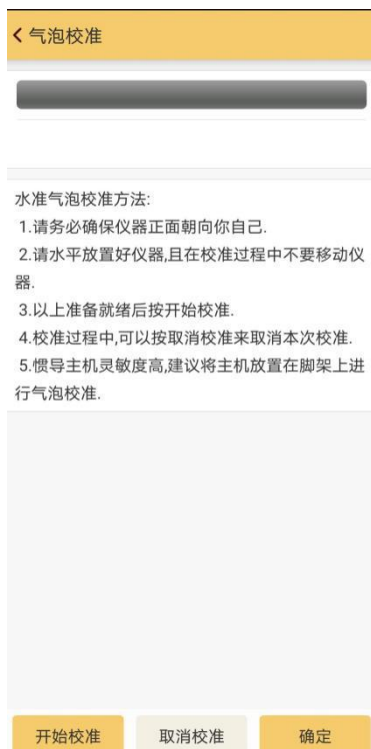 气泡校准
水准气泡校准方法:
1.请务必确保仪器正面朝向你自己.
2.请水平放置好仪器,且在校准过程中不要移动仪
器.
3.以上准备就绪后按开始校准.
4.校准过程中,可以按取消校准来取消本次校准.
5.惯导主机灵敏度高,建议将主机放置在脚架上进
行气泡校准.
开始校准 取消校准 确定